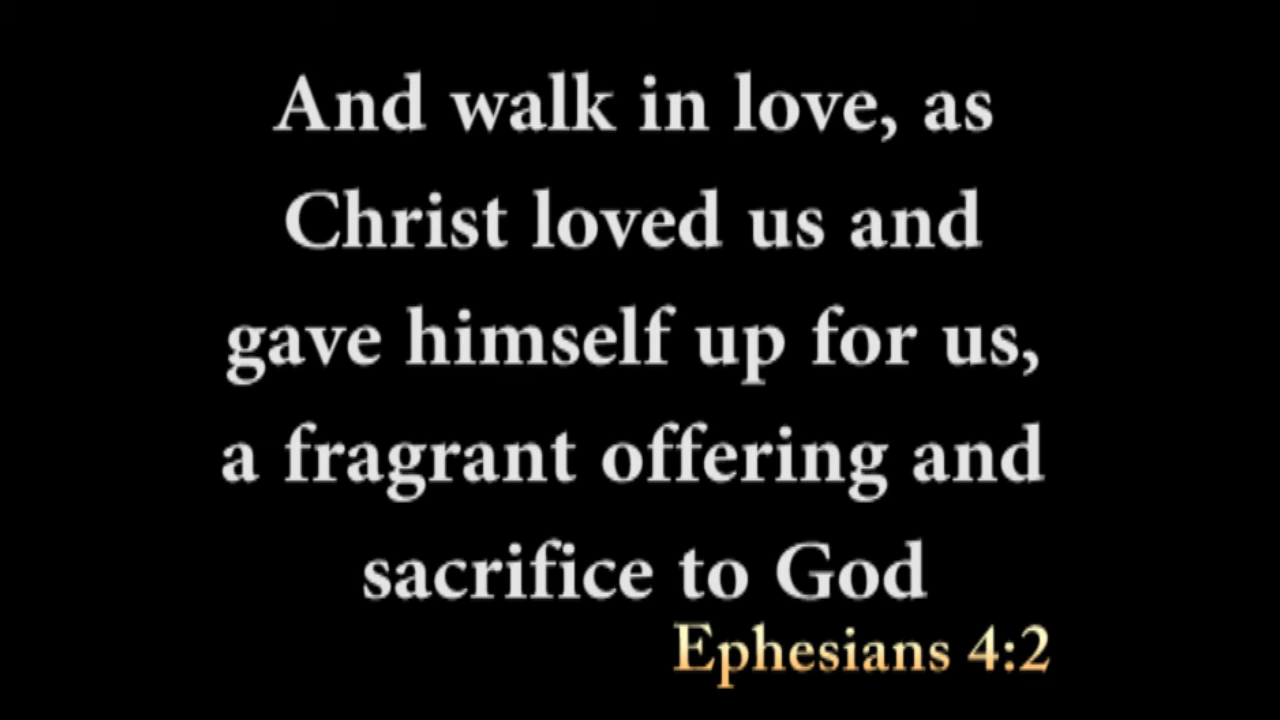 And walk in love, as
Christ loved us and
gave himself up for us,
a fragrant offering and
sacrifice to God
Ephesians 4:2